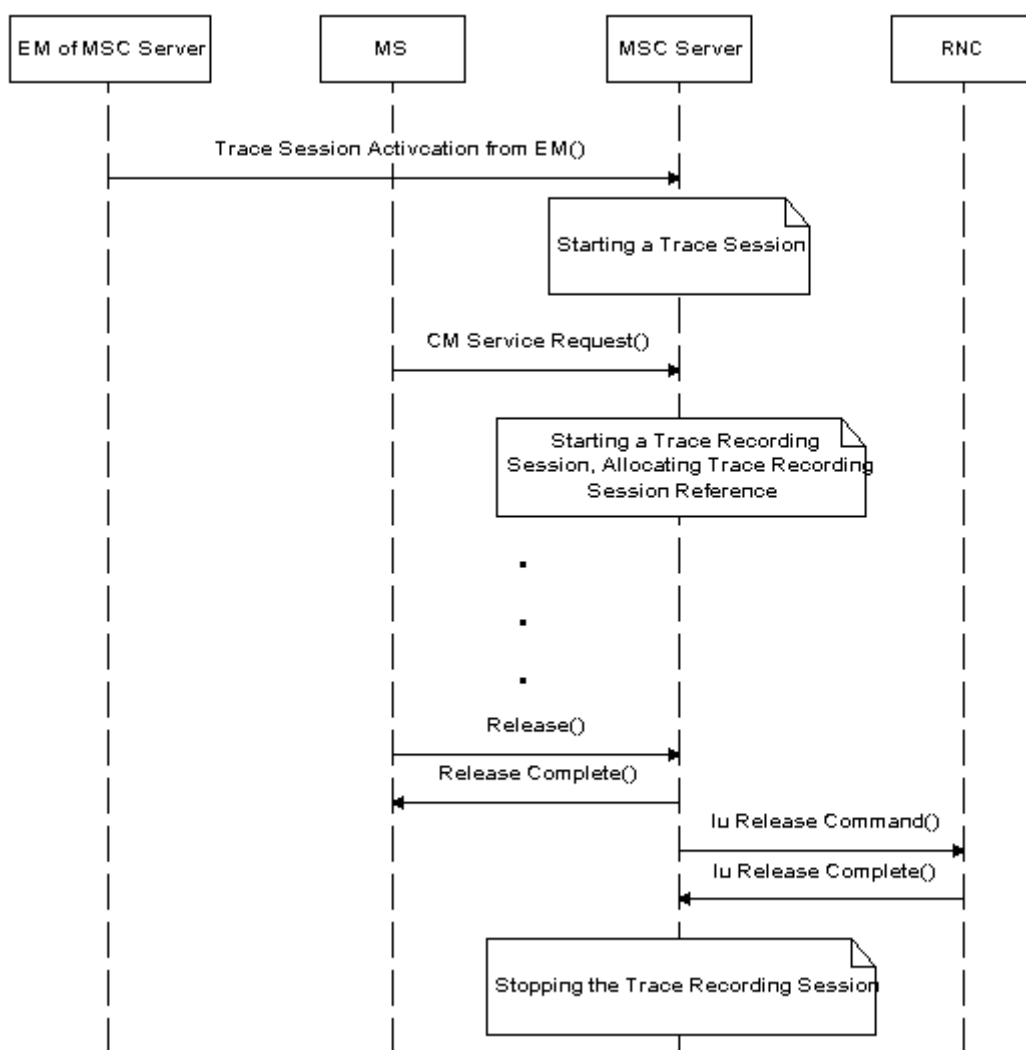 EM of MSC Server
MS
MSC Server
RNC
Trace Session Activcation from EM()
Starting a Trace Session
CM Service Request()
Starting a Trace Recording
Session, Allocating Trace Recording
Session Reference
Release()
Release Complete()
Iu Release Command()
Iu Release Complete()
Stopping the Trace Recording Session